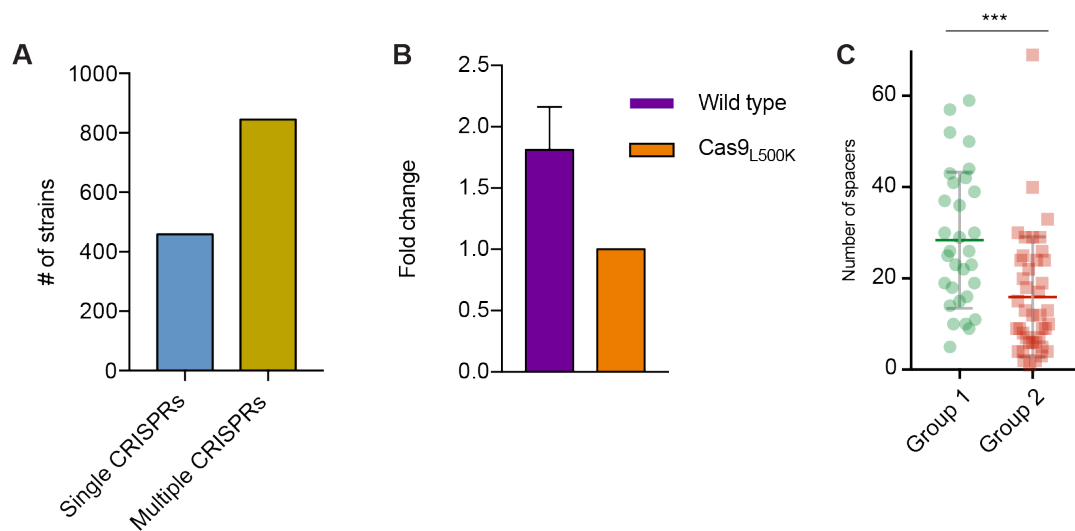 A
# of strains
1000
800
600
400
200
0
Single CRISPRs
Multiple CRISPRs
B
Fold change
2.5
2.0
1.5
1.0
0.5
0.0
Wild type
Cas9L500K
C
***
Number of spacers
60
40
20
0
Group 1
Group 2